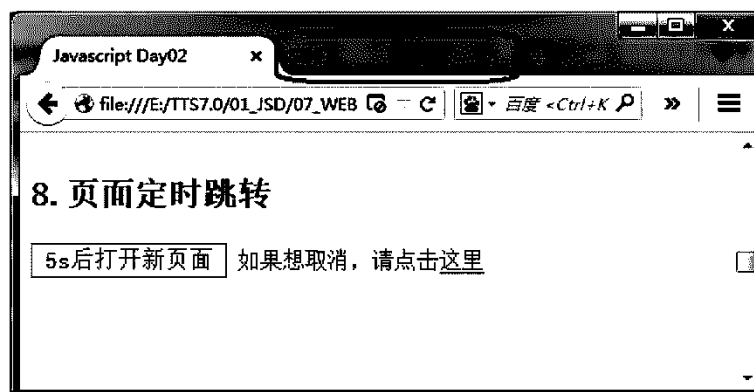 Javascript Day02
file:///E:/TTS7.0/01_JSD/07_WEB 百度 <Ctrl+K
8. 页面定时跳转
5s后打开新页面 如果想取消，请点击这里